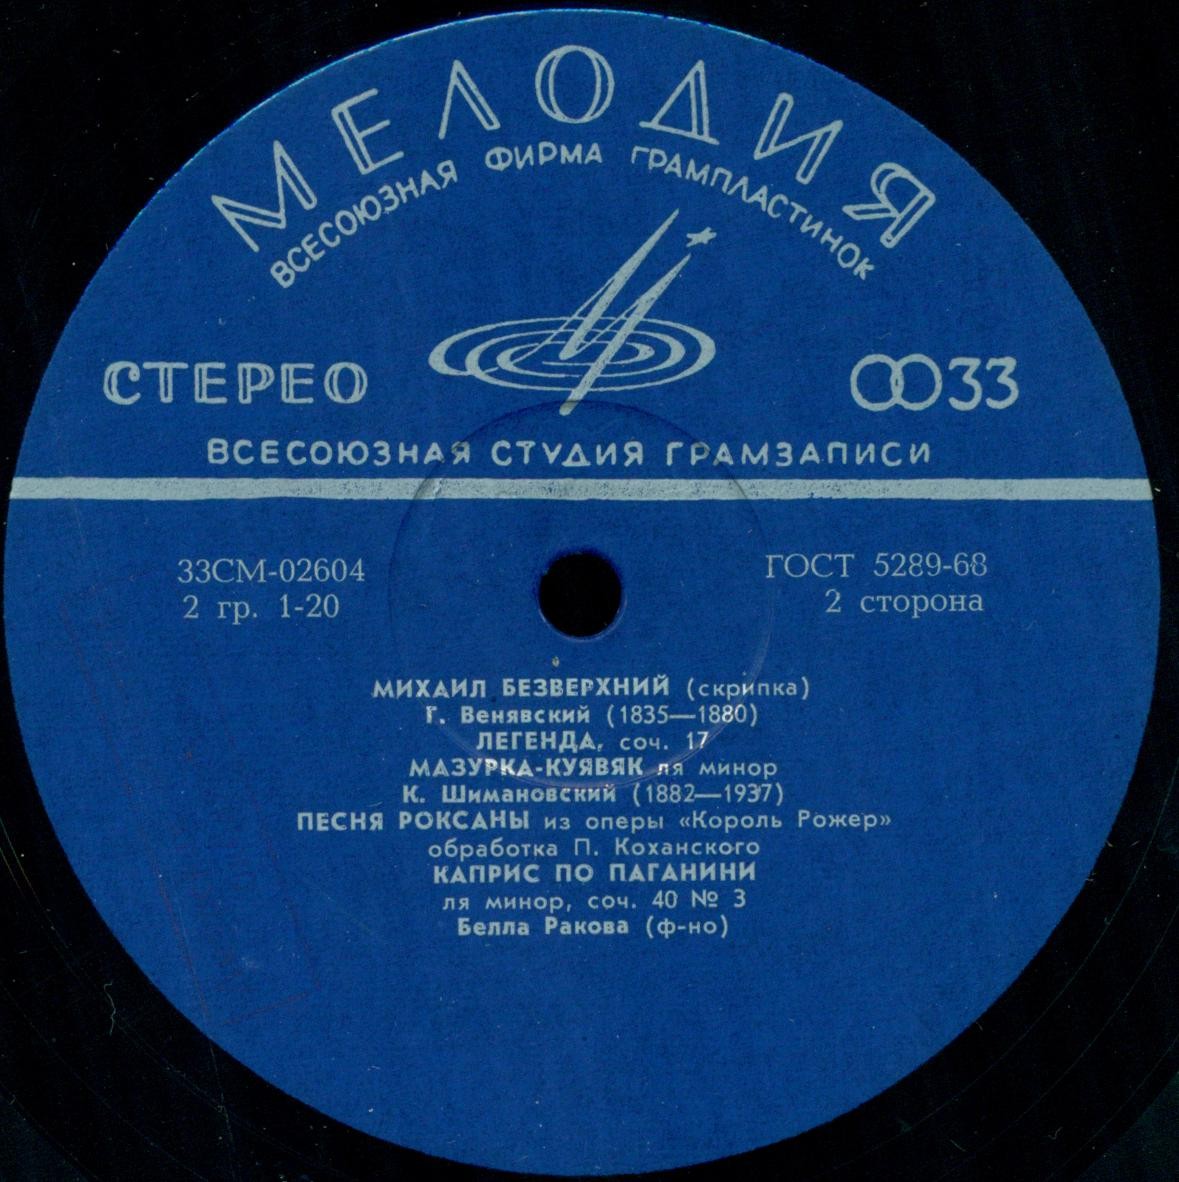 МЕЛОДИЯ
ВСЕСОЮЗНАЯ ФИРМА ГРАМПЛАСТИНОК
СТЕРЕО
33
ВСЕСОЮЗНАЯ СТУДИЯ ГРАМЗАПИСИ
33СМ-02604
ГОСТ 5289-68
2 гр. 1-20
2 сторона
МИХАИЛ БЕЗВЕРХНИЙ (скрипка)
Г. Венявский (1835—1880)
ЛЕГЕНДА, соч. 17
МАЗУРКА-КУЯВЯК ля минор
К. Шимановский (1882—1937)
ПЕСНЯ РОКСАНЫ из оперы «Король Рожер»
обработка П. Коханского
КАПРИС ПО ПАГАНИНИ
ля минор, соч. 40 № 3
Белла Ракова (ф-но)